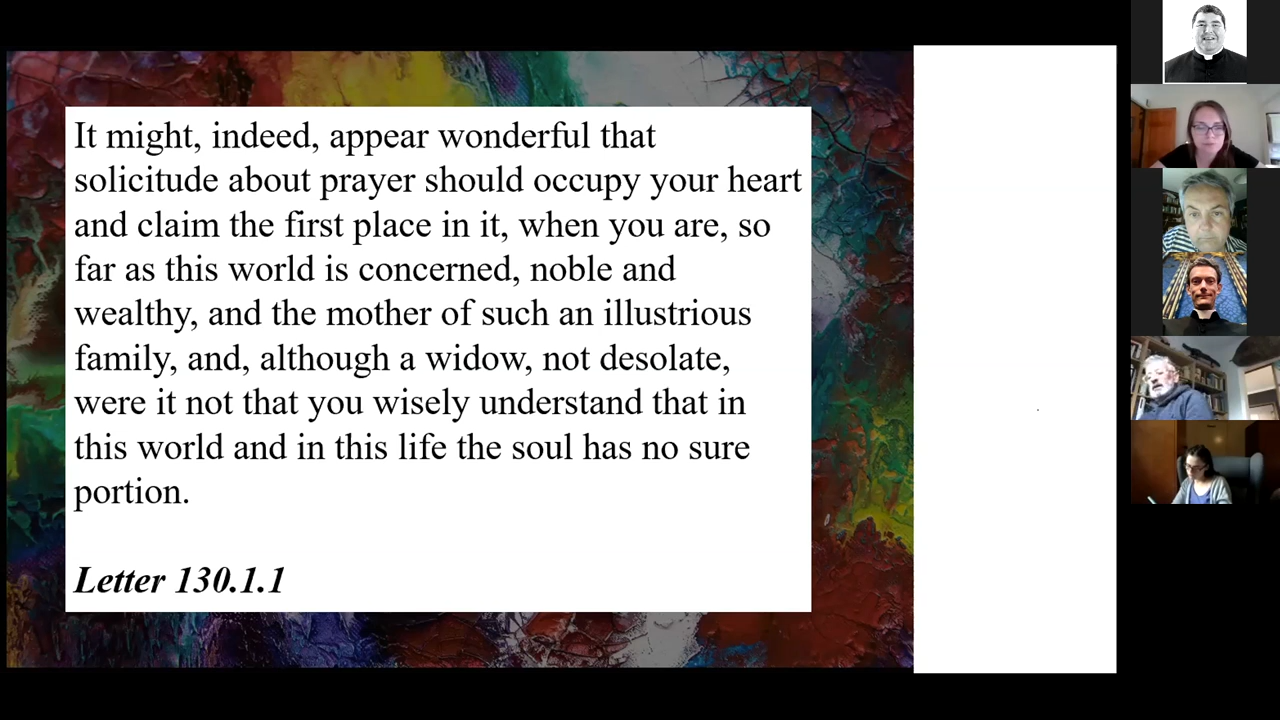 It might, indeed, appear wonderful that
solicitude about prayer should occupy your heart
and claim the first place in it, when you are, so
far as this world is concerned, noble and
wealthy, and the mother of such an illustrious
family, and, although a widow, not desolate,
were it not that you wisely understand that in
this world and in this life the soul has no sure
portion.
Letter 130.1.1